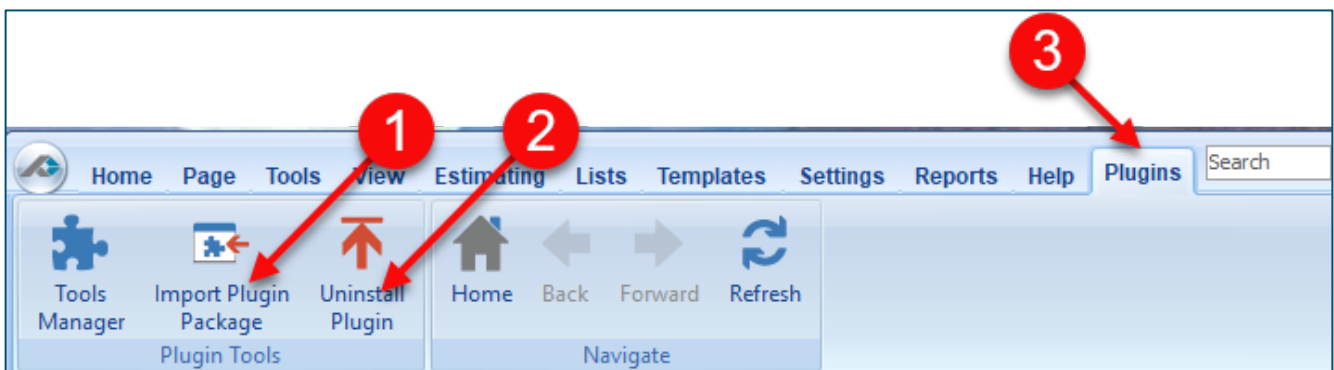 3
1 2
Home Page Tools View Estimating Lists Templates Settings Reports Help Plugins Search
Tools Manager
Import Plugin Package
Uninstall Plugin
Home Back Forward Refresh
Plugin Tools Navigate